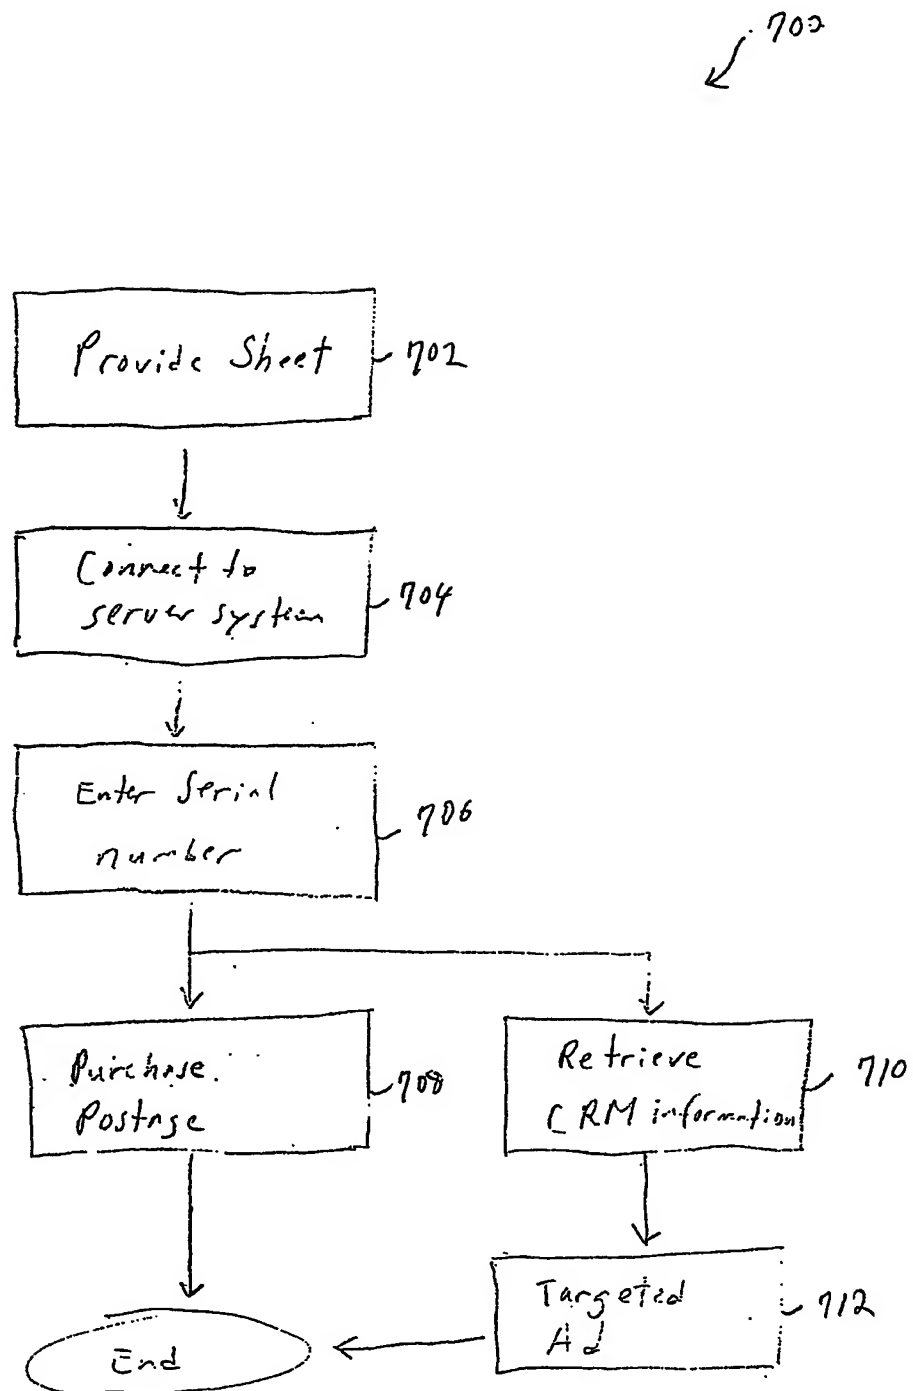 700
Provide Sheet
702
Connect to
server system
704
Enter Serial
number
706
Purchase
Postage
708
Retrieve
CRM information
710
Targeted
Ad
712
End